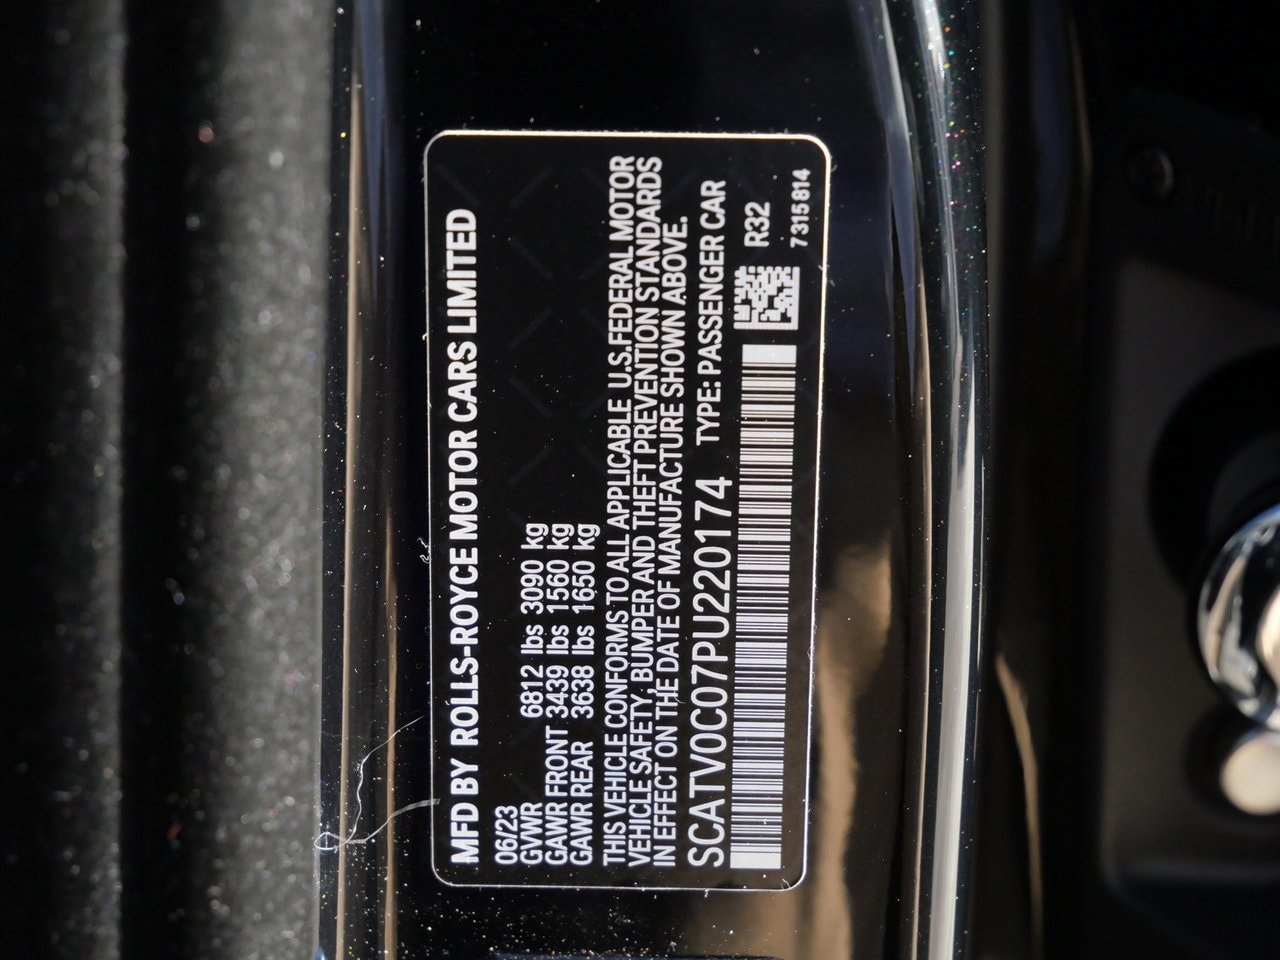 MFD BY ROLLS-ROYCE MOTOR CARS LIMITED
06/23
GVWR 6812 lbs 3090 kg
GAWR FRONT 3439 lbs 1560 kg
GAWR REAR 3638 lbs 1650 kg
THIS VEHICLE CONFORMS TO ALL APPLICABLE U.S.FEDERAL MOTOR
VEHICLE SAFETY, BUMPER AND THEFT PREVENTION STANDARDS
IN EFFECT ON THE DATE OF MANUFACTURE SHOWN ABOVE.
SCATV0C07PU220174 TYPE: PASSENGER CAR
R32
7315814